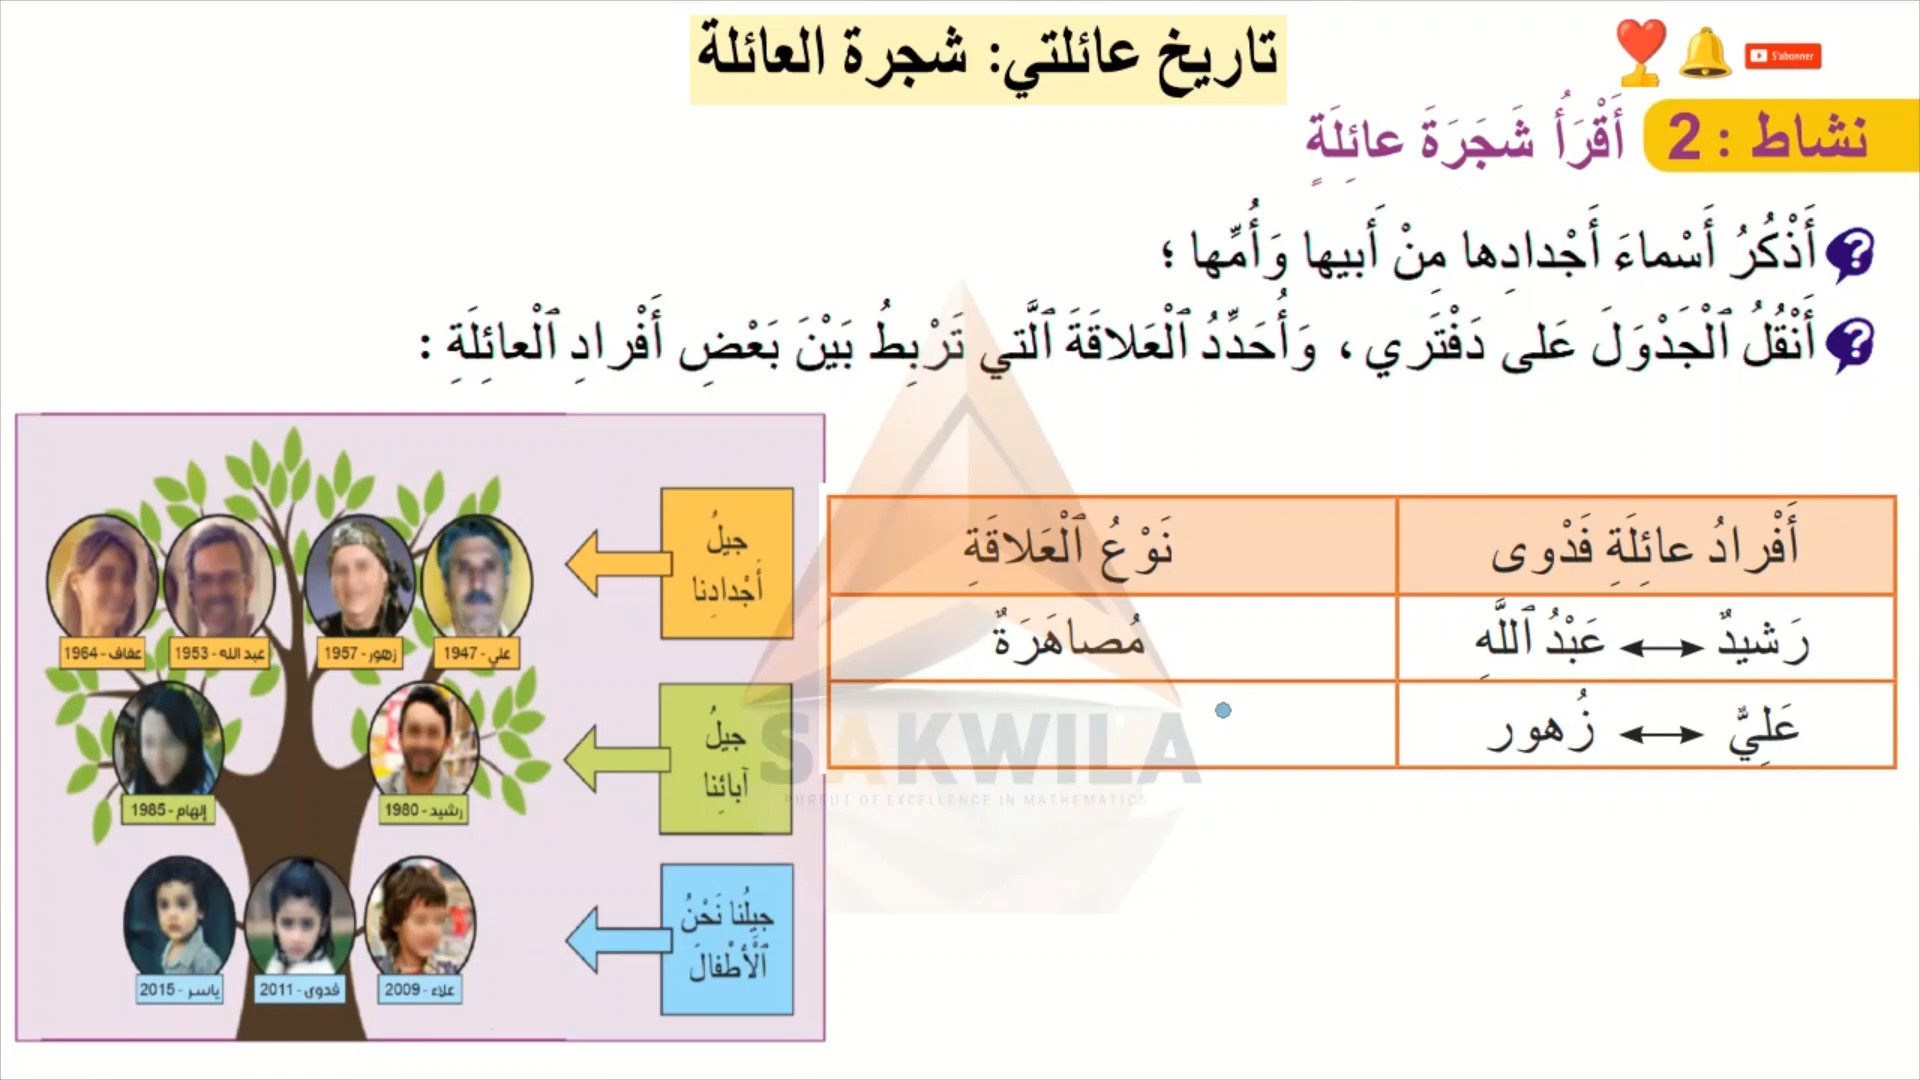 تاريخ عائلتي: شجرة العائلة
S'abonner
نشاط : 2 أَقْرَأُ شَجَرَةَ عائِلَةٍ
أَذْكُرُ أَسْماءَ أَجْدادِها مِنْ أَبيها وَأُمِّها ؛
أَنْقُلُ ٱلْجَدْوَلَ عَلى دَفْتَري ، وَأُحَدِّدُ ٱلْعَلاقَةَ ٱلَّتي تَرْبِطُ بَيْنَ بَعْضِ أَفْرادِ ٱلْعائِلَةِ :
أَفْرادُ عائِلَةِ فَدْوى نَوْعُ ٱلْعَلاقَةِ
رَشيدٌ ↔ عَبْدُ ٱللَّهِ مُصاهَرَةٌ
عَلِيٌّ ↔ زُهور
جيلُ
أَجْدادِنا
علي - 1947
زهور - 1957
عبد الله - 1953
عفاف - 1964
جيلُ
آبائِنا
رشيد - 1980
إلهام - 1985
جيلُنا نَحْنُ
ٱلْأَطْفالَ
علاء - 2009
فدوى - 2011
ياسر - 2015
SAKWILA
PURSUT OF EXCELLENCE IN MATHEMATICS